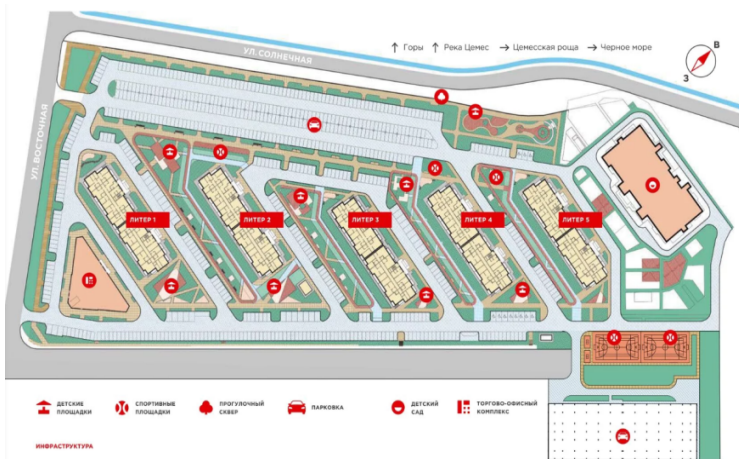 УЛ. СОЛНЕЧНАЯ
↑ Горы ↑ Река Цемес → Цемесская роща → Черное море
В
З
УЛ. ВОСТОЧНАЯ
ЛИТЕР 1
ЛИТЕР 2
ЛИТЕР 3
ЛИТЕР 4
ЛИТЕР 5
ДЕТСКИЕ
ПЛОЩАДКИ
СПОРТИВНЫЕ
ПЛОЩАДКИ
ПРОГУЛОЧНЫЙ
СКВЕР
ПАРКОВКА
ДЕТСКИЙ
САД
ТОРГОВО-ОФИСНЫЙ
КОМПЛЕКС
ИНФРАСТРУКТУРА